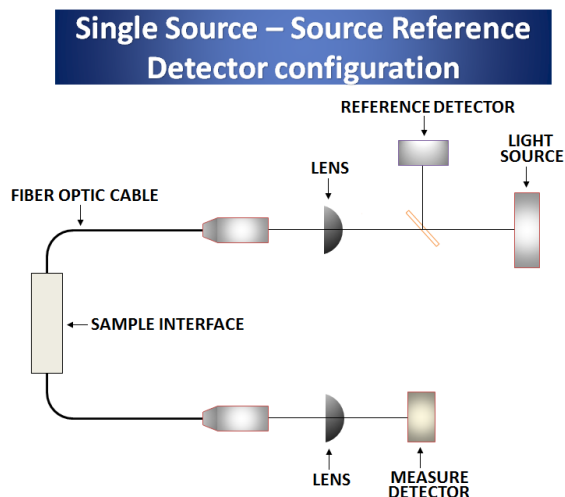 Single Source – Source Reference
Detector configuration
REFERENCE DETECTOR
LIGHT
SOURCE
LENS
FIBER OPTIC CABLE
SAMPLE INTERFACE
LENS
MEASURE
DETECTOR